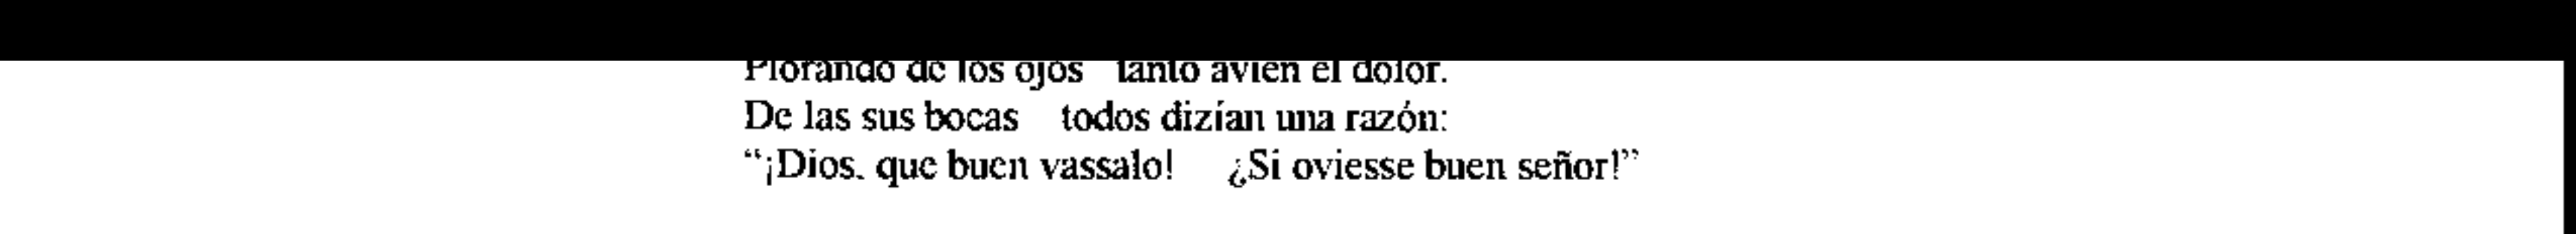 Plorando de los ojos tanto avien el dolor.
De las sus bocas todos dizían una razón:
“¡Dios, que buen vassalo! ¿Si oviesse buen señor!”